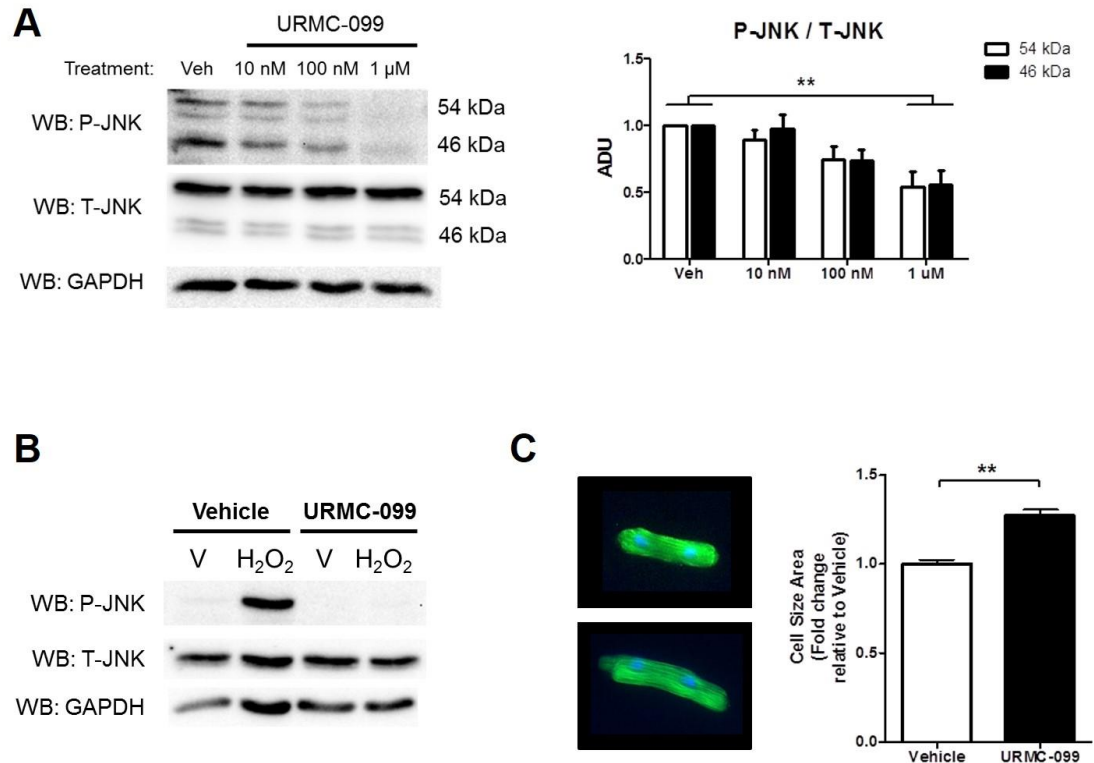 A
URMC-099
Treatment: Veh 10 nM 100 nM 1 µM
WB: P-JNK
54 kDa
46 kDa
WB: T-JNK
54 kDa
46 kDa
WB: GAPDH
P-JNK / T-JNK
54 kDa
46 kDa
ADU
1.5
1.0
0.5
0.0
**
Veh 10 nM 100 nM 1 uM
B
Vehicle URMC-099
V H₂O₂ V H₂O₂
WB: P-JNK
WB: T-JNK
WB: GAPDH
C
Cell Size Area
(Fold change
relative to Vehicle)
1.5
1.0
0.5
0.0
**
Vehicle URMC-099